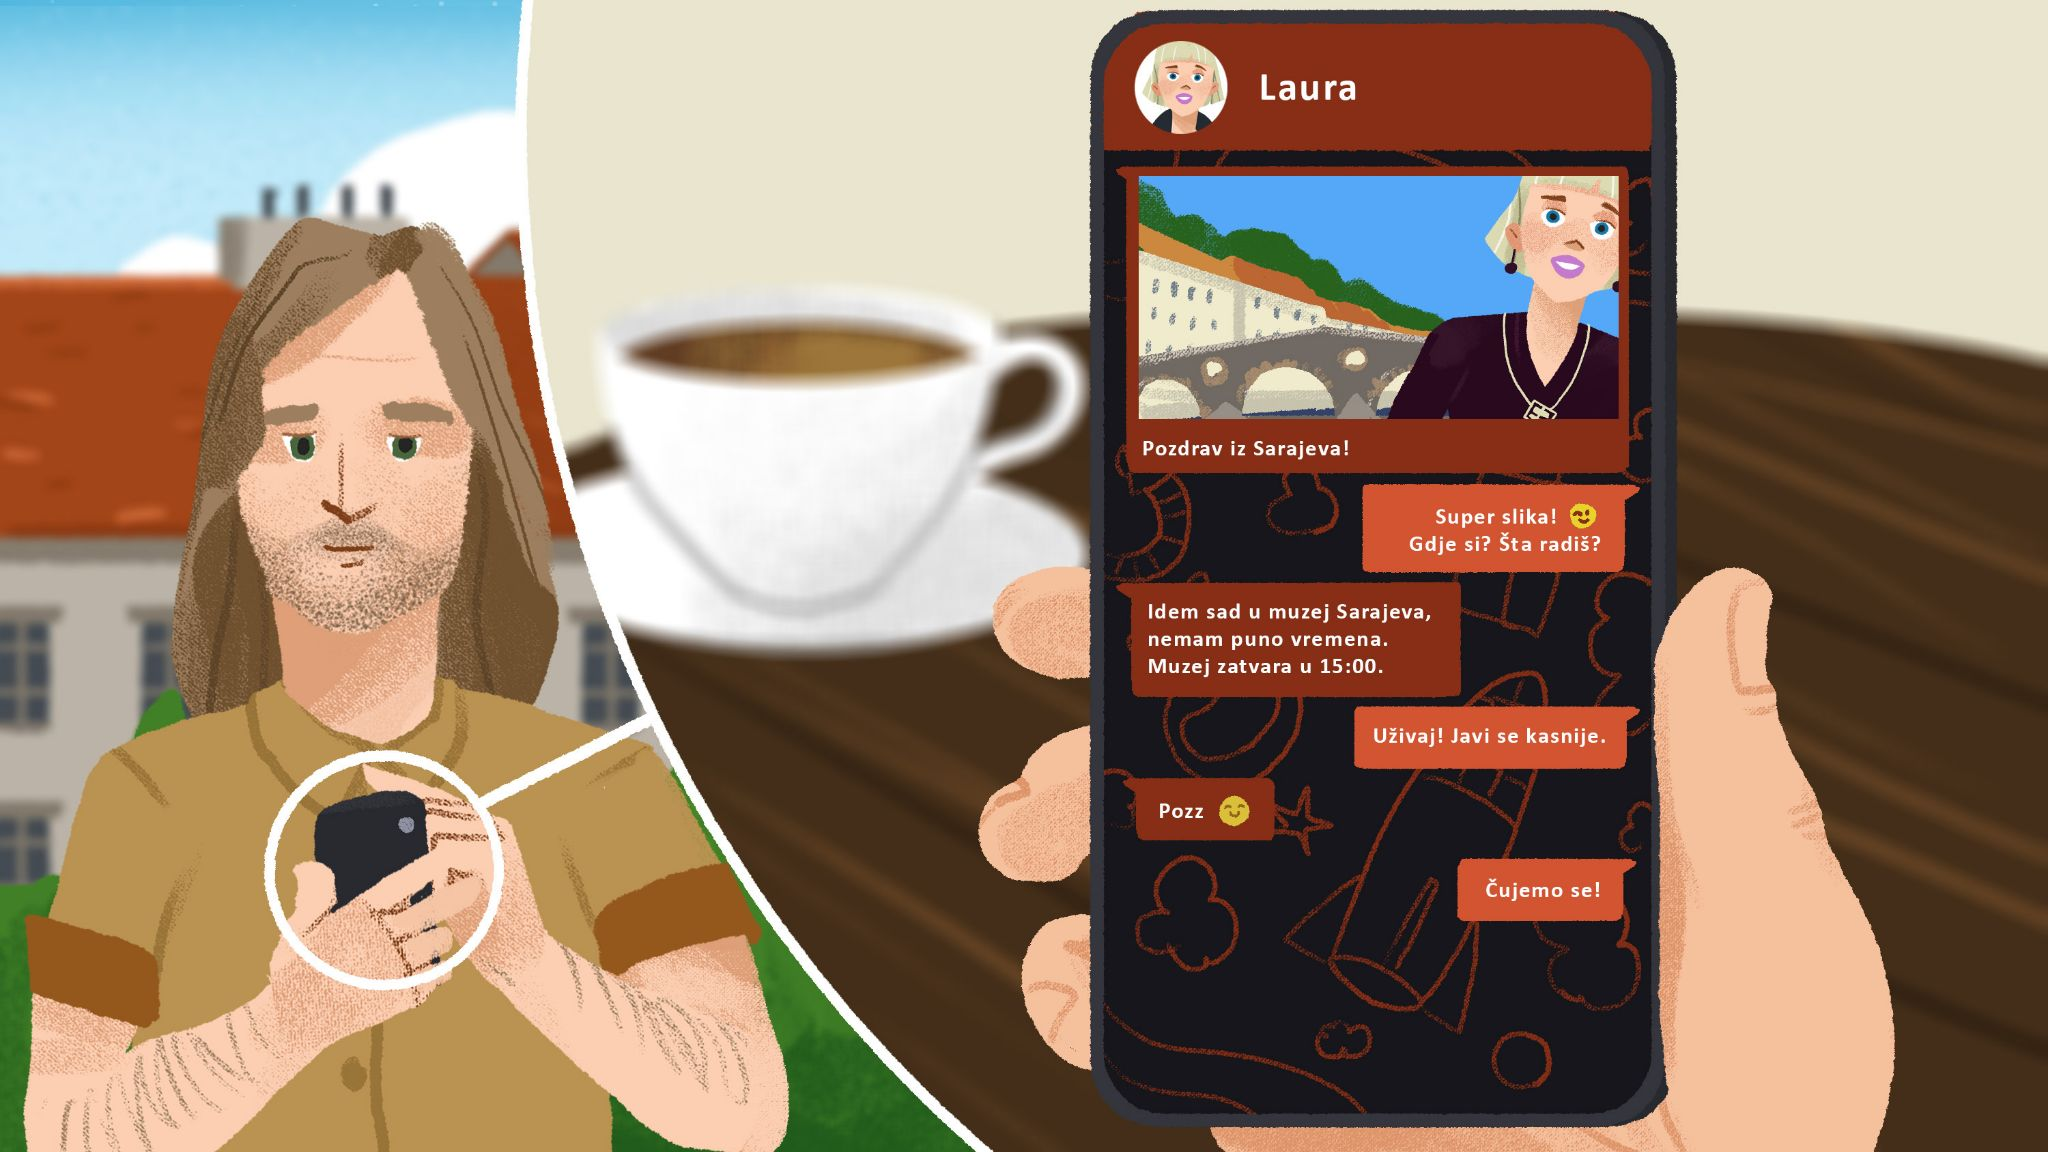 Laura
Pozdrav iz Sarajeva!
Super slika! 😉
Gdje si? Šta radiš?
Idem sad u muzej Sarajeva,
nemam puno vremena.
Muzej zatvara u 15:00.
Uživaj! Javi se kasnije.
Pozz 😊
Čujemo se!